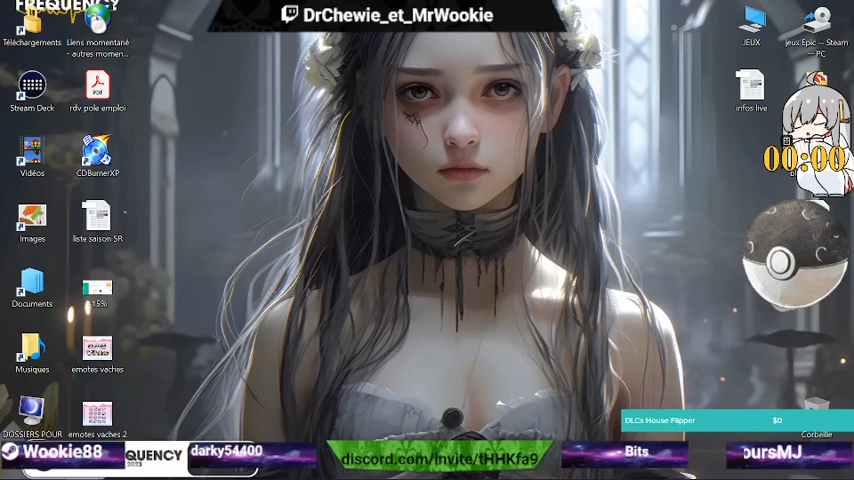 FREQUENCY
DrChewie_et_MrWookie
Téléchargements
Liens momentané
- autres momen...
JEUX
jeux Epic -- Steam --
PC
Stream Deck
rdv pole emploi
infos live
00:00
Vidéos
CDBurnerXP
Images
liste saison SR
Documents
-15%
Musiques
emotes vaches
DLCs House Flipper
$0
DOSSIERS POUR
emotes vaches 2
Corbeille
Wookie88
QUENCY
2023
darky54400
discord.com/invite/tHHKfa9
Bits
oursMJ